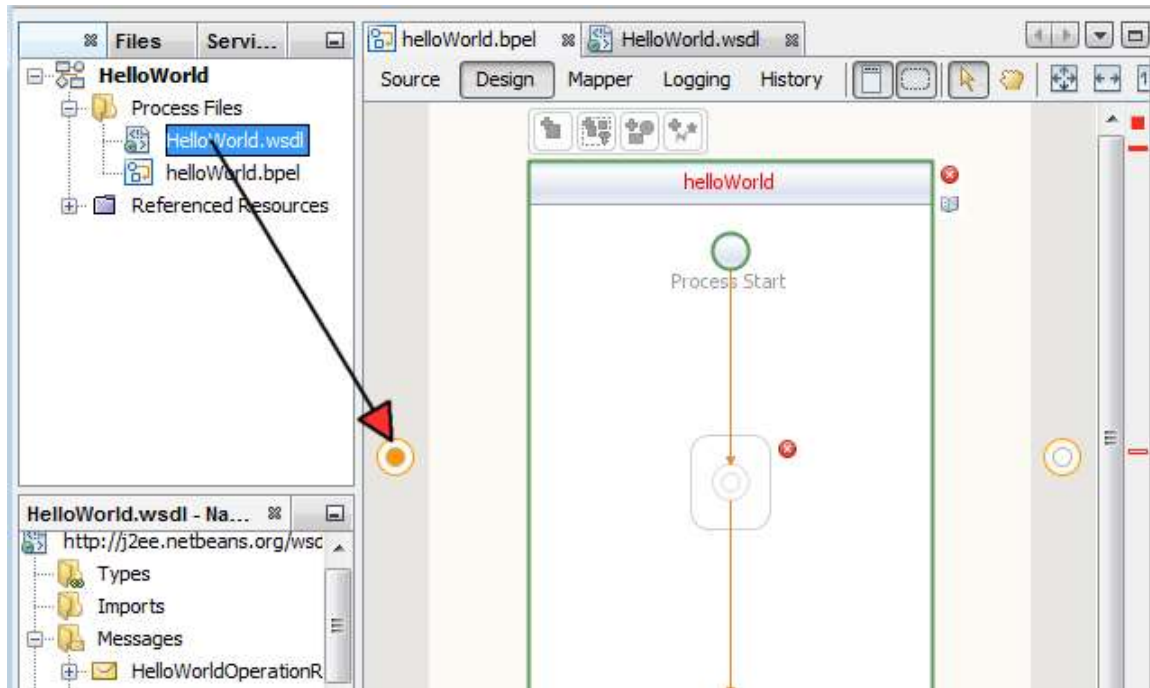 Files
Servi...
helloWorld.bpel
HelloWorld.wsdl
Source
Design
Mapper
Logging
History
HelloWorld
Process Files
HelloWorld.wsdl
helloWorld.bpel
Referenced Resources
helloWorld
Process Start
HelloWorld.wsdl - Na...
http://j2ee.netbeans.org/wsd
Types
Imports
Messages
HelloWorldOperationR